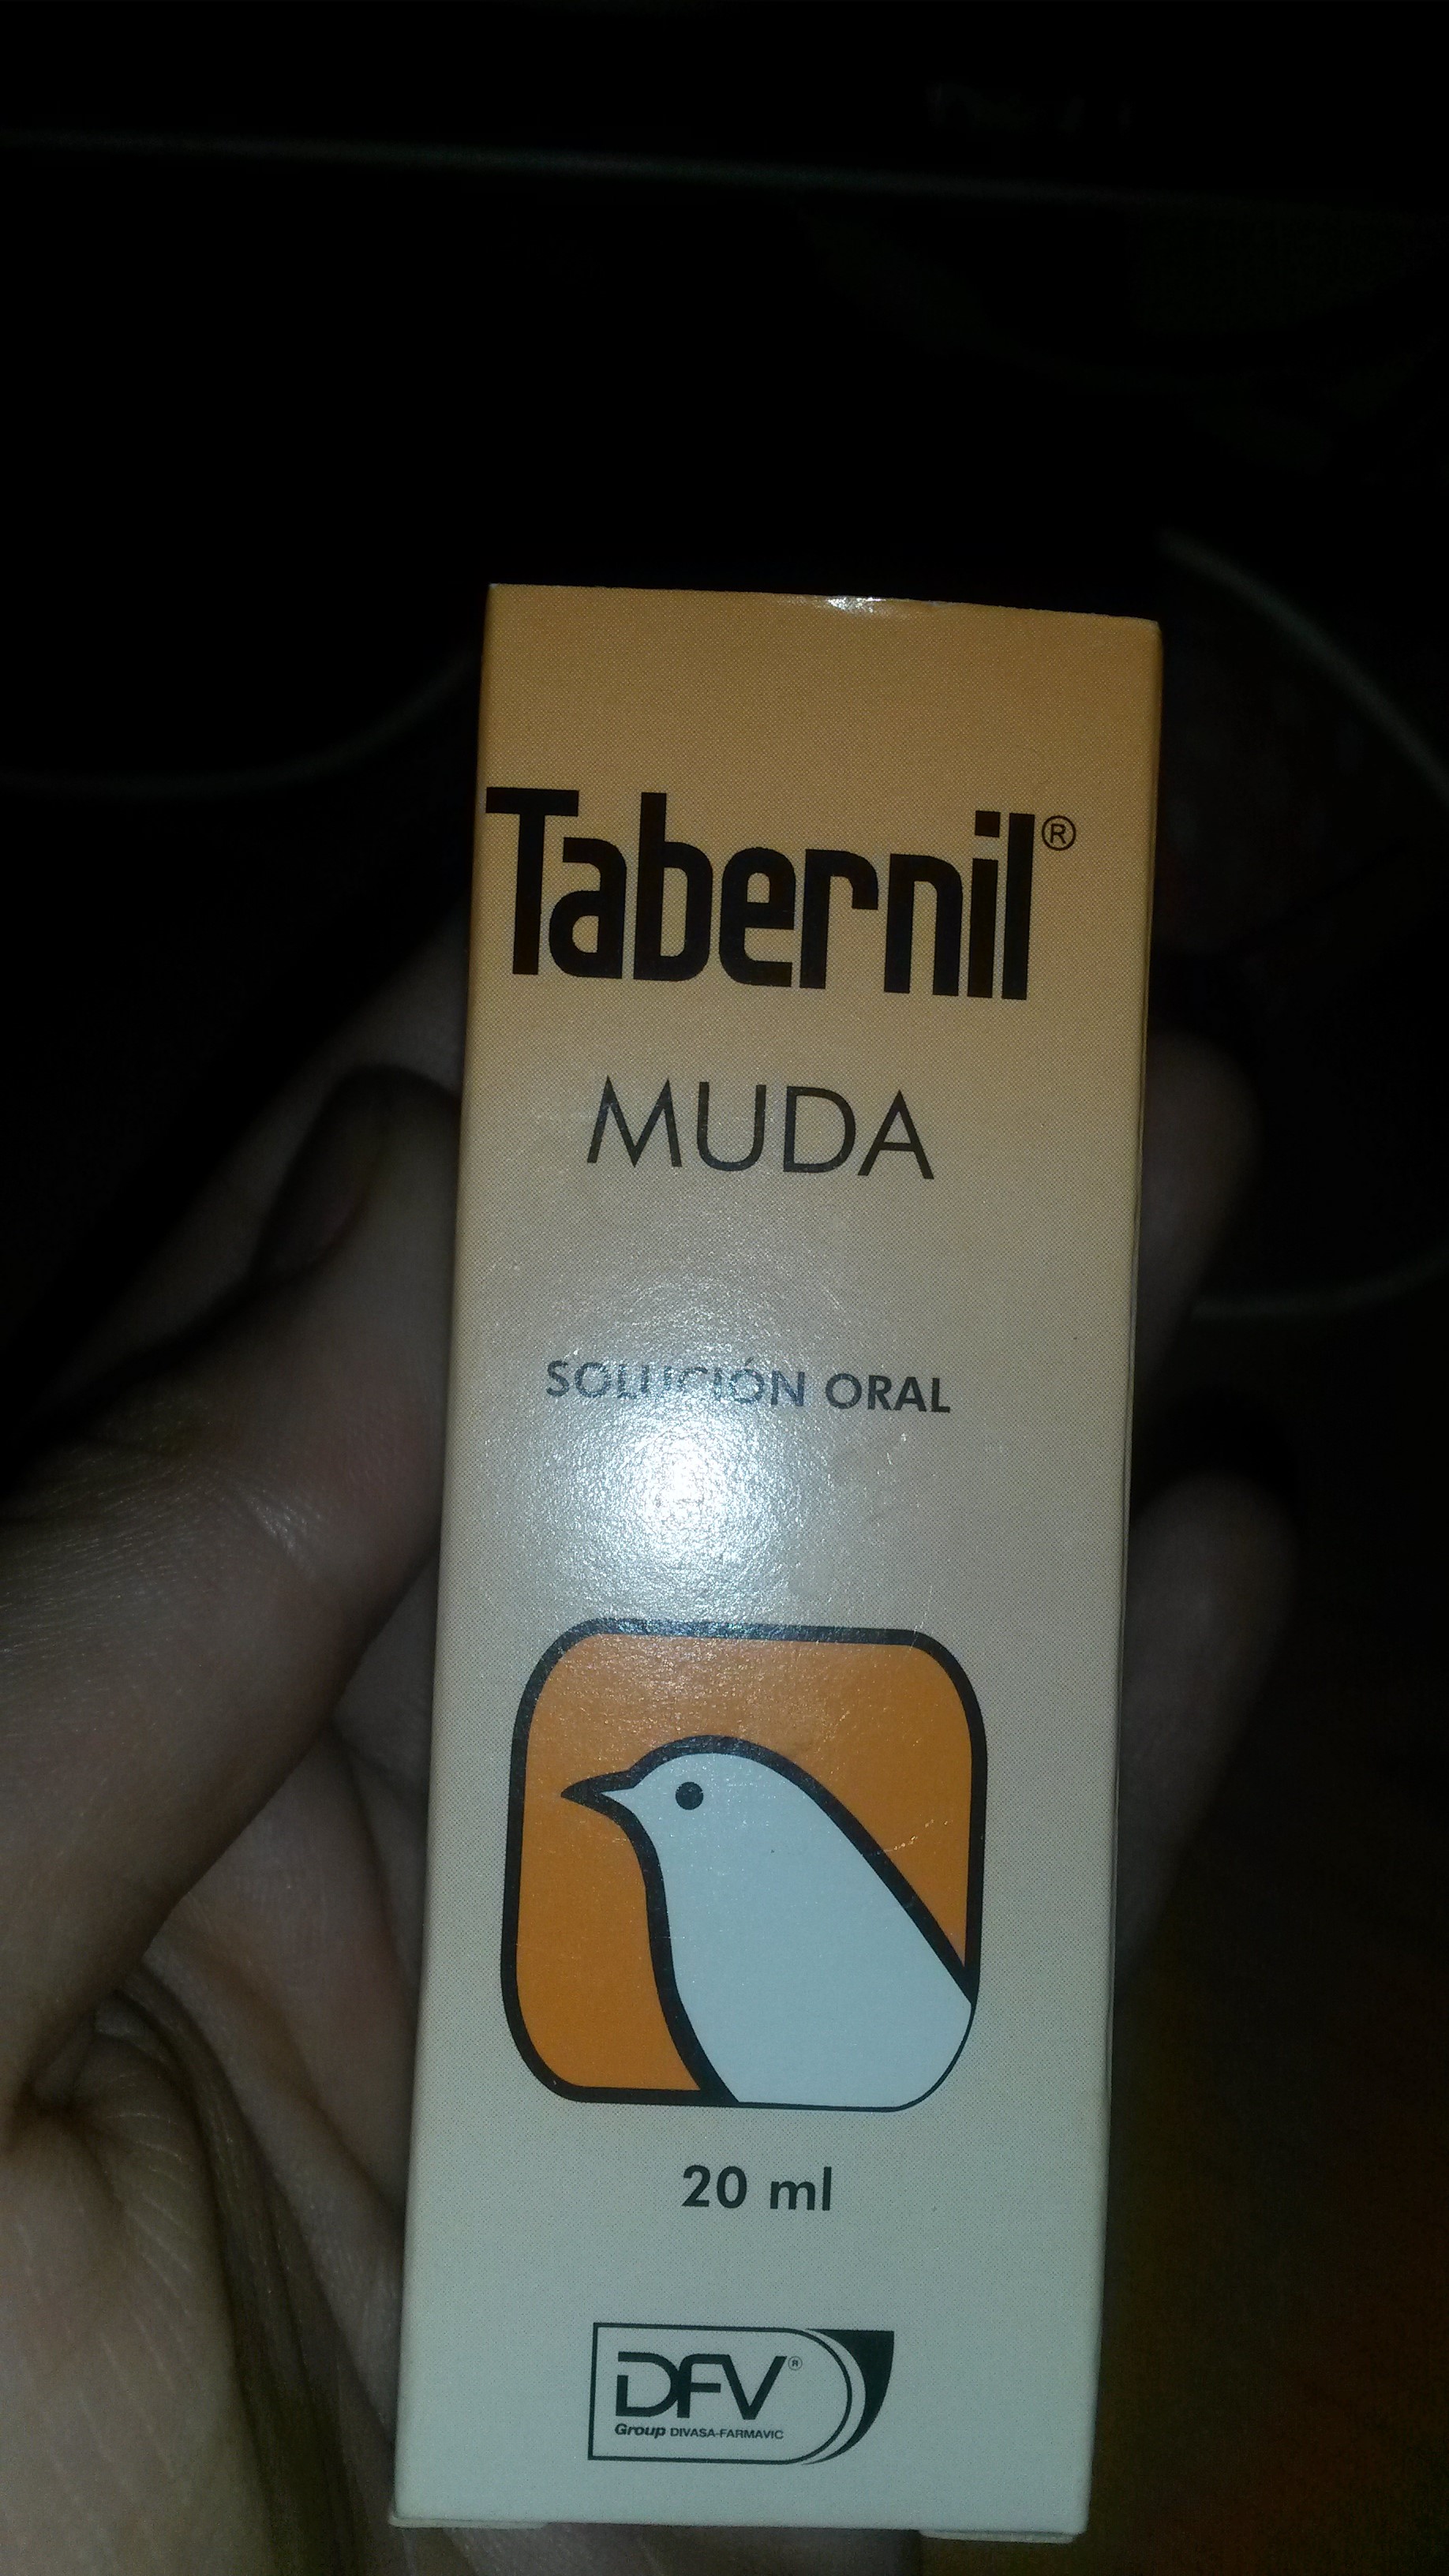 Tabernil®
MUDA
SOLUCIÓN ORAL
20 ml
DFV®
Group DIVASA-FARMAVIC